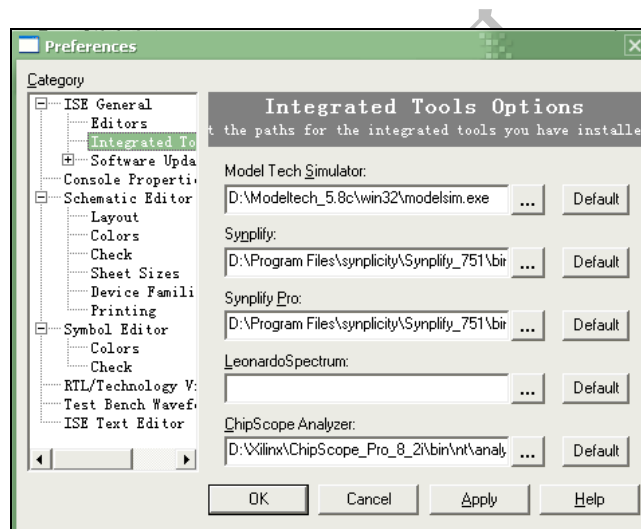 Preferences
Category
ISE General
Editors
Integrated To
Software Upda
Console Properti
Schematic Editor
Layout
Colors
Check
Sheet Sizes
Device Famili
Printing
Symbol Editor
Colors
Check
RTL/Technology V:
Test Bench Wavef
ISE Text Editor
Integrated Tools Options
t the paths for the integrated tools you have installe
Model Tech Simulator:
D:\Modeltech_5.8c\win32\modelsim.exe ... Default
Synplify:
D:\Program Files\synplicity\Synplify_751\bin ... Default
Synplify Pro:
D:\Program Files\synplicity\Synplify_751\bin ... Default
LeonardoSpectrum:
... Default
ChipScope Analyzer:
D:\Xilinx\ChipScope_Pro_8_2i\bin\nt\analy ... Default
OK Cancel Apply Help